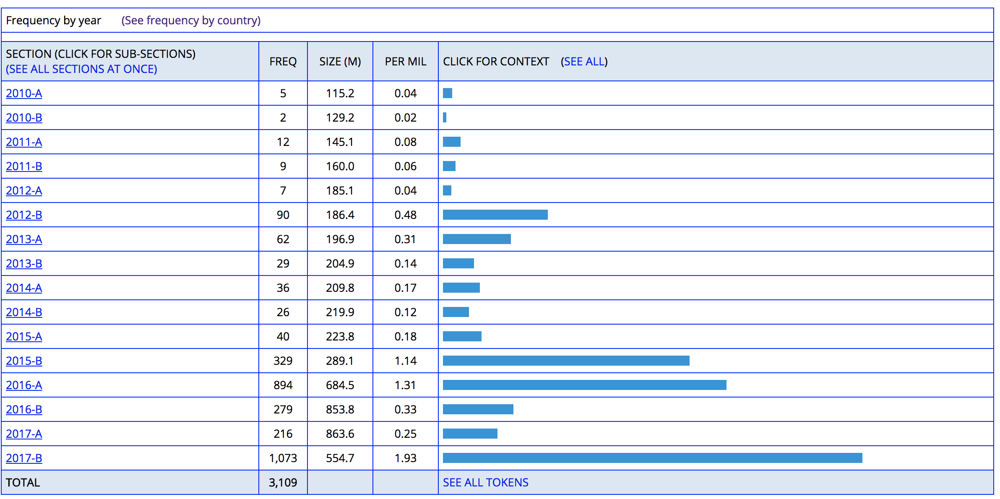 Frequency by year (See frequency by country)
SECTION (CLICK FOR SUB-SECTIONS)
(SEE ALL SECTIONS AT ONCE) FREQ SIZE (M) PER MIL CLICK FOR CONTEXT (SEE ALL)
2010-A 5 115.2 0.04
2010-B 2 129.2 0.02
2011-A 12 145.1 0.08
2011-B 9 160.0 0.06
2012-A 7 185.1 0.04
2012-B 90 186.4 0.48
2013-A 62 196.9 0.31
2013-B 29 204.9 0.14
2014-A 36 209.8 0.17
2014-B 26 219.9 0.12
2015-A 40 223.8 0.18
2015-B 329 289.1 1.14
2016-A 894 684.5 1.31
2016-B 279 853.8 0.33
2017-A 216 863.6 0.25
2017-B 1,073 554.7 1.93
TOTAL 3,109 SEE ALL TOKENS